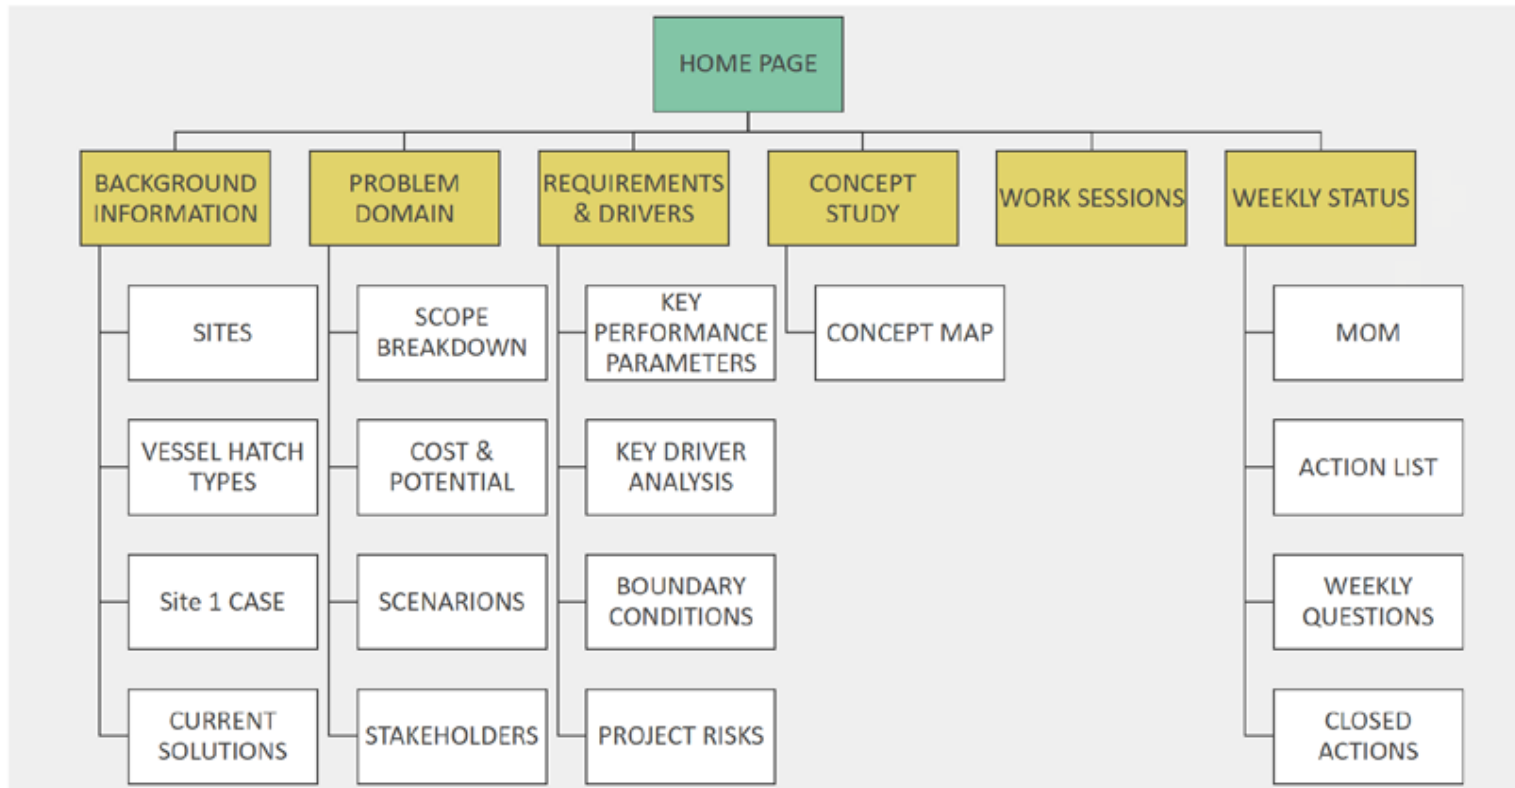 HOME PAGE
BACKGROUND
INFORMATION
PROBLEM
DOMAIN
REQUIREMENTS
& DRIVERS
CONCEPT
STUDY
WORK SESSIONS
WEEKLY STATUS
SITES
VESSEL HATCH
TYPES
Site 1 CASE
CURRENT
SOLUTIONS
SCOPE
BREAKDOWN
COST &
POTENTIAL
SCENARIONS
STAKEHOLDERS
KEY
PERFORMANCE
PARAMETERS
KEY DRIVER
ANALYSIS
BOUNDARY
CONDITIONS
PROJECT RISKS
CONCEPT MAP
MOM
ACTION LIST
WEEKLY
QUESTIONS
CLOSED
ACTIONS